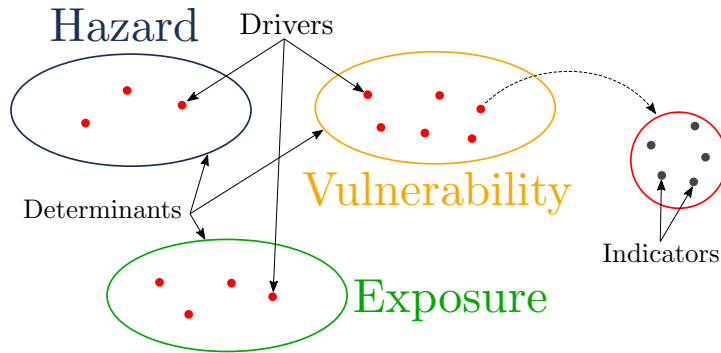 Hazard
Drivers
Vulnerability
Determinants
Indicators
Exposure